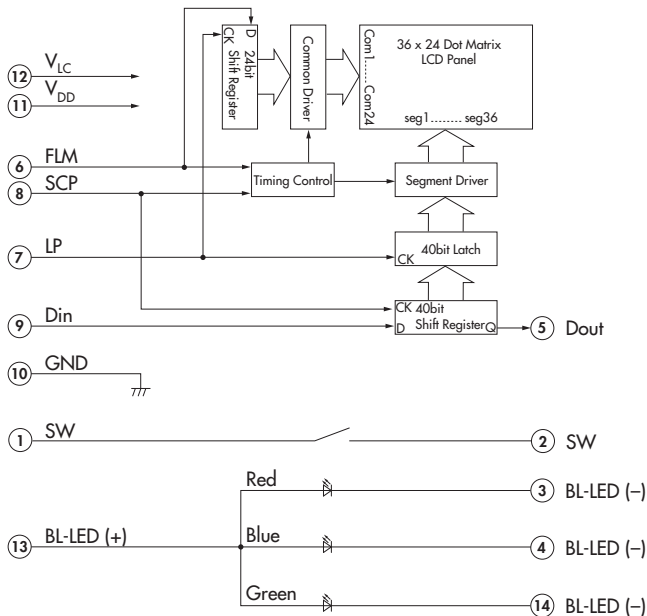 D
CK
24bit
Shift Register
Common Driver
Com1...... Com24
36 x 24 Dot Matrix
LCD Panel
seg1........ seg36
12 VLC
11 VDD
6 FLM
8 SCP
Timing Control
Segment Driver
7 LP
40bit Latch
CK
9 Din
CK 40bit
D Shift Register Q
5 Dout
10 GND
1 SW
2 SW
Red
3 BL-LED (–)
13 BL-LED (+)
Blue
4 BL-LED (–)
Green
14 BL-LED (–)